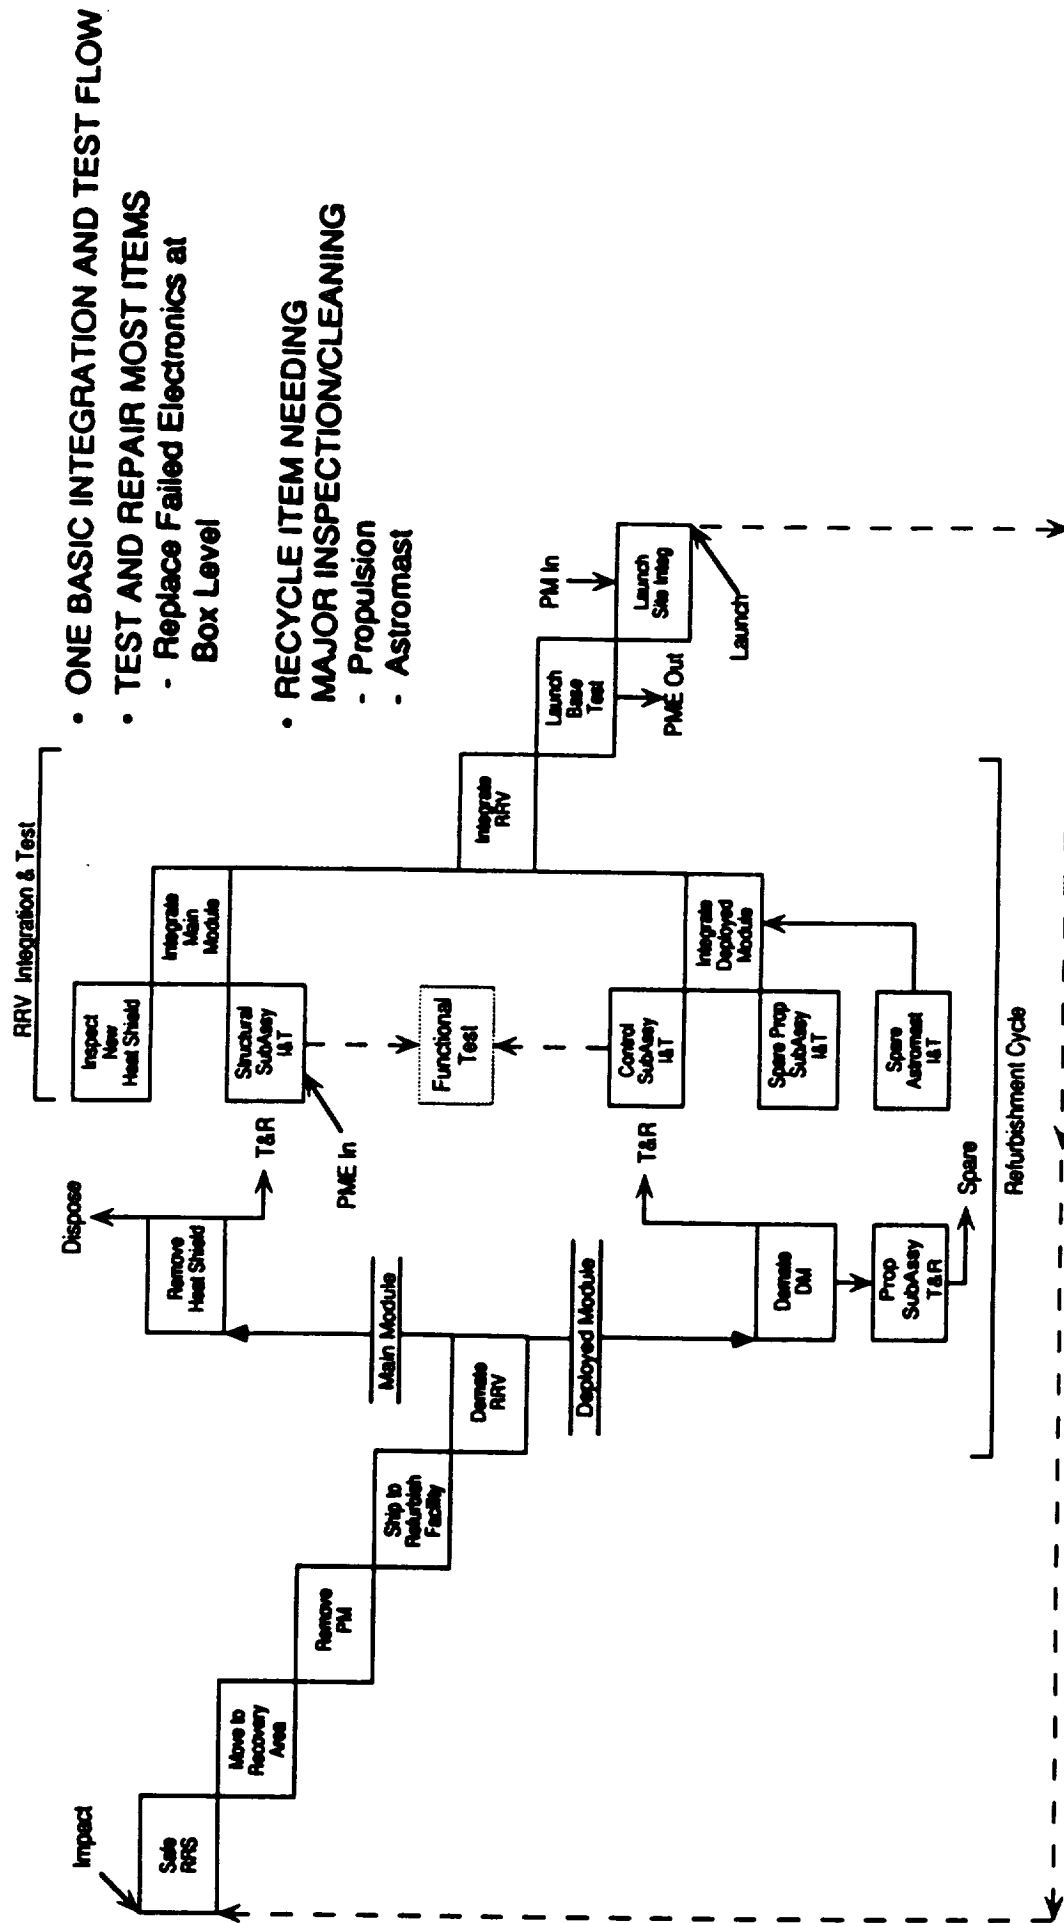 • ONE BASIC INTEGRATION AND TEST FLOW
• TEST AND REPAIR MOST ITEMS
- Replace Failed Electronics at
Box Level
• RECYCLE ITEM NEEDING
MAJOR INSPECTION/CLEANING
- Propulsion
- Astromast
RRV Integration & Test
Impact
Safe
RRS
Move to
Recovery
Area
Remove
PM
Ship to
Refurbish
Facility
Demate
RRV
Main Module
Deployed Module
Remove
Heat Shield
Dispose
T&R
PME In
Demate
DM
T&R
Prop
SubAssy
T&R
Spare
Inspect
New
Heat Shield
Structural
SubAssy
I&T
Integrate
Main
Module
Functional
Test
Control
SubAssy
I&T
Spare Prop
SubAssy
I&T
Spare
Astromast
I&T
Integrate
Deployed
Module
Integrate
RRV
Launch
Base
Test
PME Out
PM In
Launch
Site Integ
Launch
Refurbishment Cycle